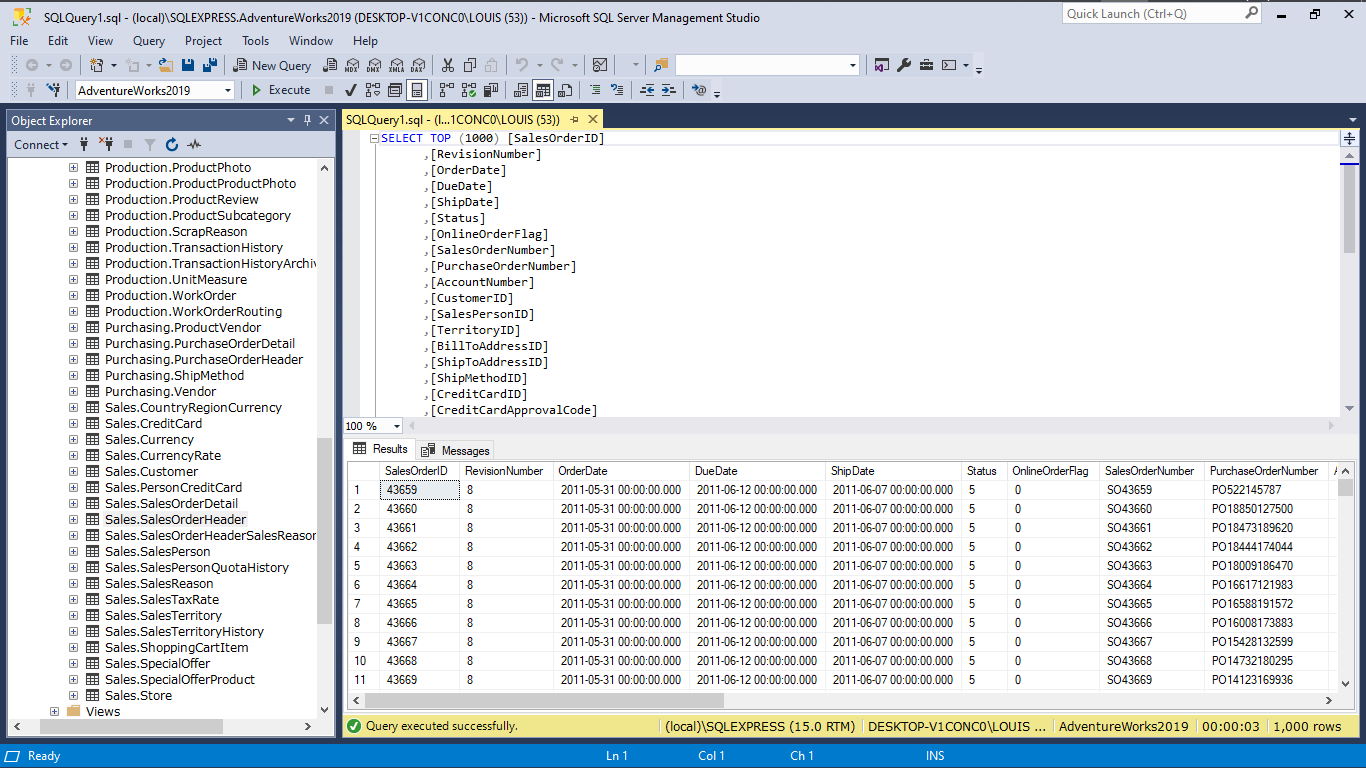 SQLQuery1.sql - (local)\SQLEXPRESS.AdventureWorks2019 (DESKTOP-V1CONC0\LOUIS (53)) - Microsoft SQL Server Management Studio
Quick Launch (Ctrl+Q)
File Edit View Query Project Tools Window Help
New Query MDX DMX XMLA DAX
AdventureWorks2019 Execute
Object Explorer
Connect
Production.ProductPhoto
Production.ProductProductPhoto
Production.ProductReview
Production.ProductSubcategory
Production.ScrapReason
Production.TransactionHistory
Production.TransactionHistoryArchiv
Production.UnitMeasure
Production.WorkOrder
Production.WorkOrderRouting
Purchasing.ProductVendor
Purchasing.PurchaseOrderDetail
Purchasing.PurchaseOrderHeader
Purchasing.ShipMethod
Purchasing.Vendor
Sales.CountryRegionCurrency
Sales.CreditCard
Sales.Currency
Sales.CurrencyRate
Sales.Customer
Sales.PersonCreditCard
Sales.SalesOrderDetail
Sales.SalesOrderHeader
Sales.SalesOrderHeaderSalesReason
Sales.SalesPerson
Sales.SalesPersonQuotaHistory
Sales.SalesReason
Sales.SalesTaxRate
Sales.SalesTerritory
Sales.SalesTerritoryHistory
Sales.ShoppingCartItem
Sales.SpecialOffer
Sales.SpecialOfferProduct
Sales.Store
Views
SQLQuery1.sql - (l...1CONC0\LOUIS (53))
SELECT TOP (1000) [SalesOrderID]
,[RevisionNumber]
,[OrderDate]
,[DueDate]
,[ShipDate]
,[Status]
,[OnlineOrderFlag]
,[SalesOrderNumber]
,[PurchaseOrderNumber]
,[AccountNumber]
,[CustomerID]
,[SalesPersonID]
,[TerritoryID]
,[BillToAddressID]
,[ShipToAddressID]
,[ShipMethodID]
,[CreditCardID]
,[CreditCardApprovalCode]
100 %
Results Messages
SalesOrderID RevisionNumber OrderDate DueDate ShipDate Status OnlineOrderFlag SalesOrderNumber PurchaseOrderNumber A
1 43659 8 2011-05-31 00:00:00.000 2011-06-12 00:00:00.000 2011-06-07 00:00:00.000 5 0 SO43659 PO522145787
2 43660 8 2011-05-31 00:00:00.000 2011-06-12 00:00:00.000 2011-06-07 00:00:00.000 5 0 SO43660 PO18850127500
3 43661 8 2011-05-31 00:00:00.000 2011-06-12 00:00:00.000 2011-06-07 00:00:00.000 5 0 SO43661 PO18473189620
4 43662 8 2011-05-31 00:00:00.000 2011-06-12 00:00:00.000 2011-06-07 00:00:00.000 5 0 SO43662 PO18444174044
5 43663 8 2011-05-31 00:00:00.000 2011-06-12 00:00:00.000 2011-06-07 00:00:00.000 5 0 SO43663 PO18009186470
6 43664 8 2011-05-31 00:00:00.000 2011-06-12 00:00:00.000 2011-06-07 00:00:00.000 5 0 SO43664 PO16617121983
7 43665 8 2011-05-31 00:00:00.000 2011-06-12 00:00:00.000 2011-06-07 00:00:00.000 5 0 SO43665 PO16588191572
8 43666 8 2011-05-31 00:00:00.000 2011-06-12 00:00:00.000 2011-06-07 00:00:00.000 5 0 SO43666 PO16008173883
9 43667 8 2011-05-31 00:00:00.000 2011-06-12 00:00:00.000 2011-06-07 00:00:00.000 5 0 SO43667 PO15428132599
10 43668 8 2011-05-31 00:00:00.000 2011-06-12 00:00:00.000 2011-06-07 00:00:00.000 5 0 SO43668 PO14732180295
11 43669 8 2011-05-31 00:00:00.000 2011-06-12 00:00:00.000 2011-06-07 00:00:00.000 5 0 SO43669 PO14123169936
Query executed successfully. (local)\SQLEXPRESS (15.0 RTM) DESKTOP-V1CONC0\LOUIS ... AdventureWorks2019 00:00:03 1,000 rows
Ready Ln 1 Col 1 Ch 1 INS